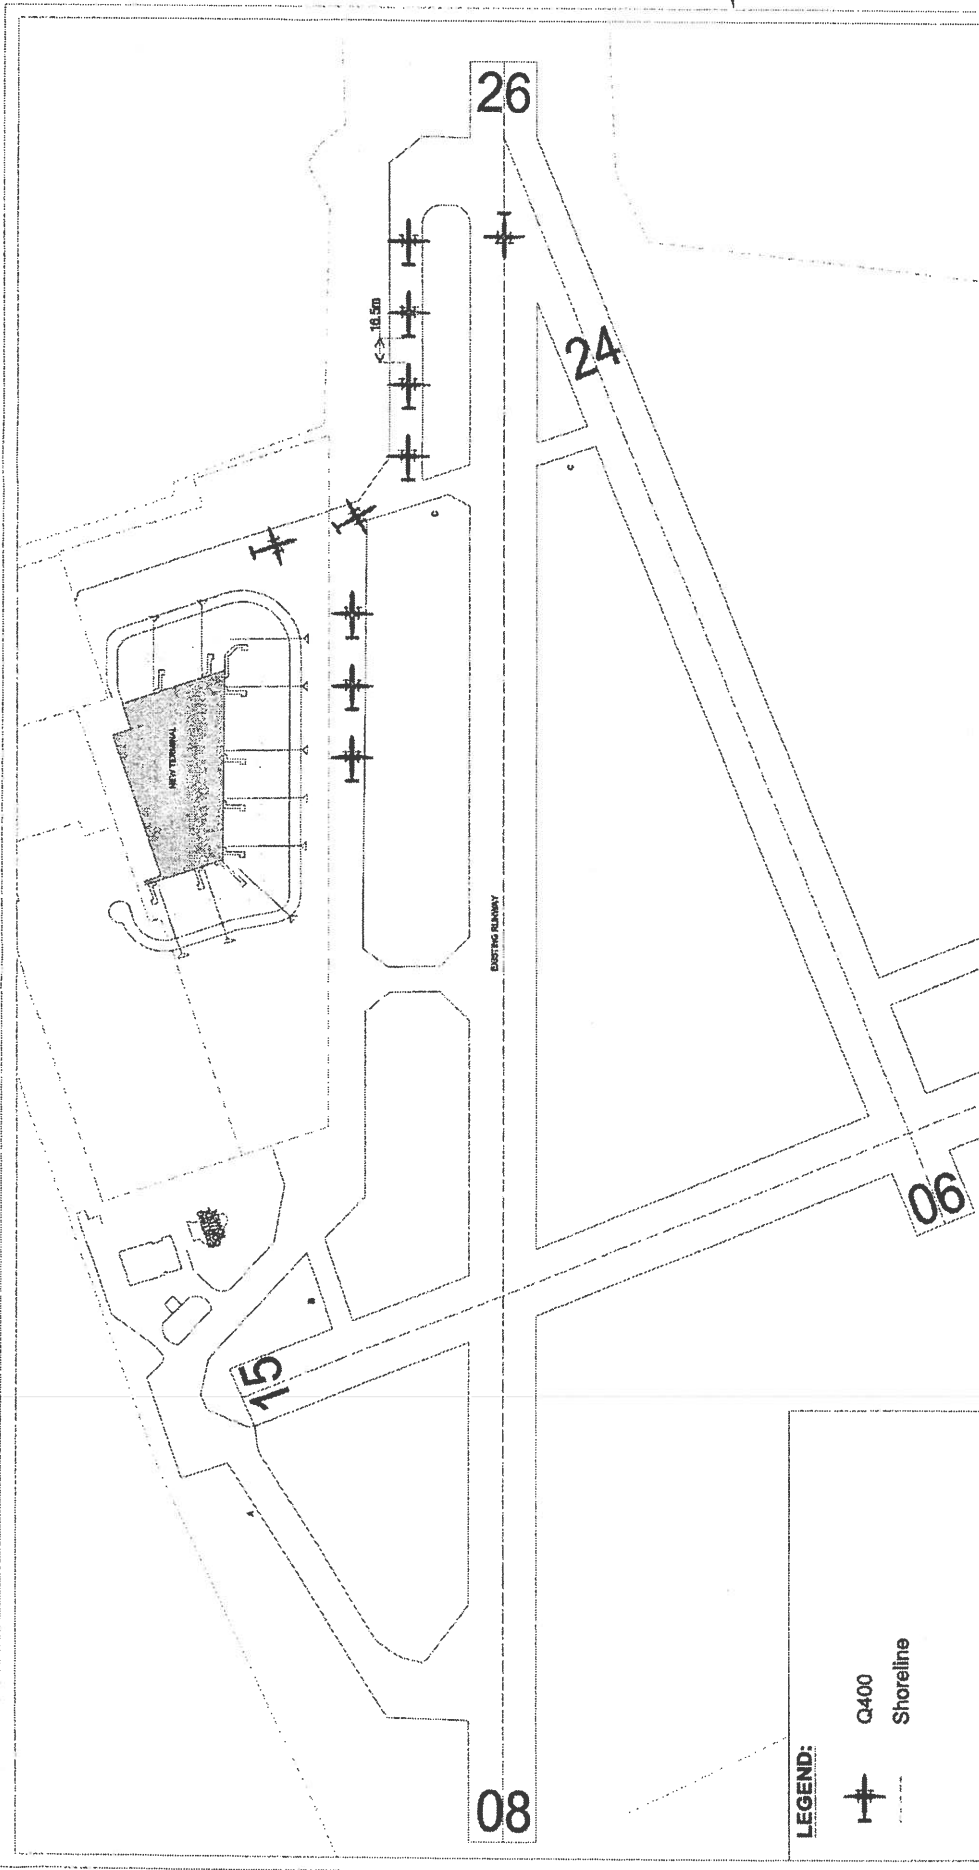 26
16.5m
24
C
C
NEW TERMINAL
EXISTING RUNWAY
06
B
15
A
08
LEGEND:
Q400
Shoreline